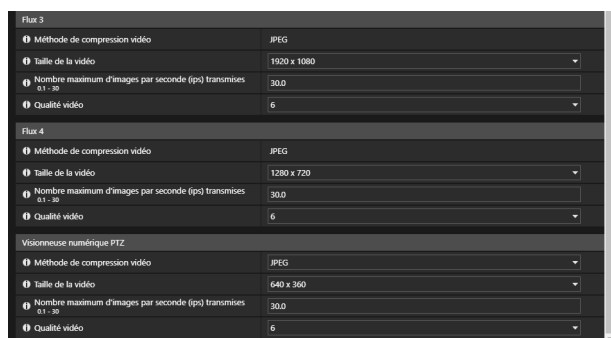 Flux 3
Méthode de compression vidéo JPEG
Taille de la vidéo 1920 x 1080
Nombre maximum d'images par seconde (ips) transmises 30.0
0.1 - 30
Qualité vidéo 6
Flux 4
Méthode de compression vidéo JPEG
Taille de la vidéo 1280 x 720
Nombre maximum d'images par seconde (ips) transmises 30.0
0.1 - 30
Qualité vidéo 6
Visionneuse numérique PTZ
Méthode de compression vidéo JPEG
Taille de la vidéo 640 x 360
Nombre maximum d'images par seconde (ips) transmises 30.0
0.1 - 30
Qualité vidéo 6